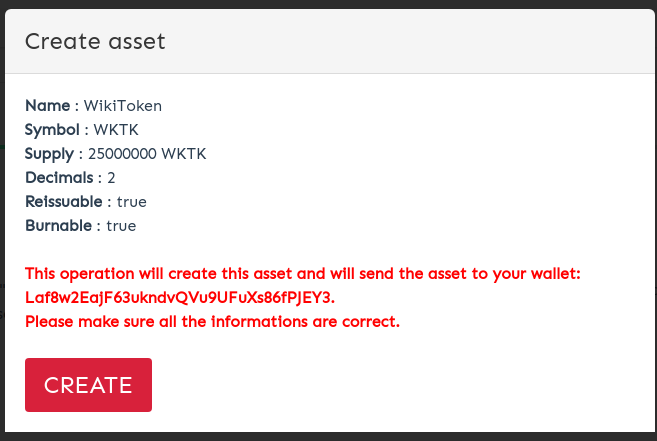 Create asset
Name : WikiToken
Symbol : WKTK
Supply : 25000000 WKTK
Decimals : 2
Reissuable : true
Burnable : true
This operation will create this asset and will send the asset to your wallet:
Laf8w2EajF63ukndvQVu9UFuXs86fPJEY3.
Please make sure all the informations are correct.
CREATE